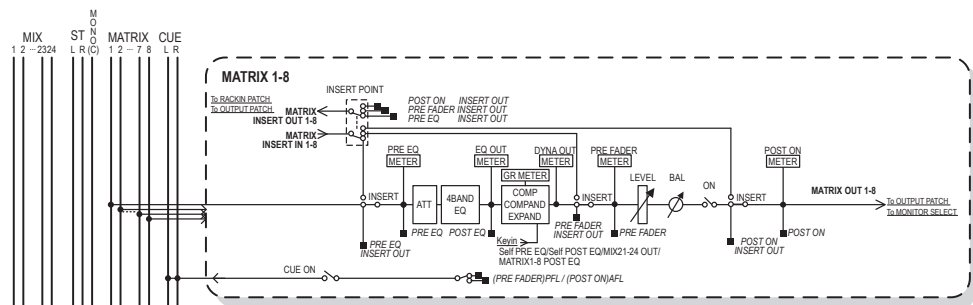 MIX
1 2 ··· 23 24
ST
L R
MONO
(C)
MATRIX
1 2 ··· 7 8
CUE
L R
MATRIX 1-8
INSERT POINT
To RACKIN PATCH
To OUTPUT PATCH
MATRIX
INSERT OUT 1-8
MATRIX
INSERT IN 1-8
POST ON INSERT OUT
PRE FADER INSERT OUT
PRE EQ INSERT OUT
PRE EQ
METER
EQ OUT
METER
DYNA OUT
METER
PRE FADER
METER
POST ON
METER
GR METER
INSERT
ATT
4BAND
EQ
COMP
COMPAND
EXPAND
INSERT
LEVEL
BAL
ON
INSERT
MATRIX OUT 1-8
To OUTPUT PATCH
To MONITOR SELECT
PRE EQ
INSERT OUT
PRE EQ
POST EQ
PRE FADER
INSERT OUT
PRE FADER
POST ON
INSERT OUT
POST ON
Keyin
Self PRE EQ/Self POST EQ/MIX21-24 OUT/
MATRIX1-8 POST EQ
CUE ON
(PRE FADER)PFL / (POST ON)AFL